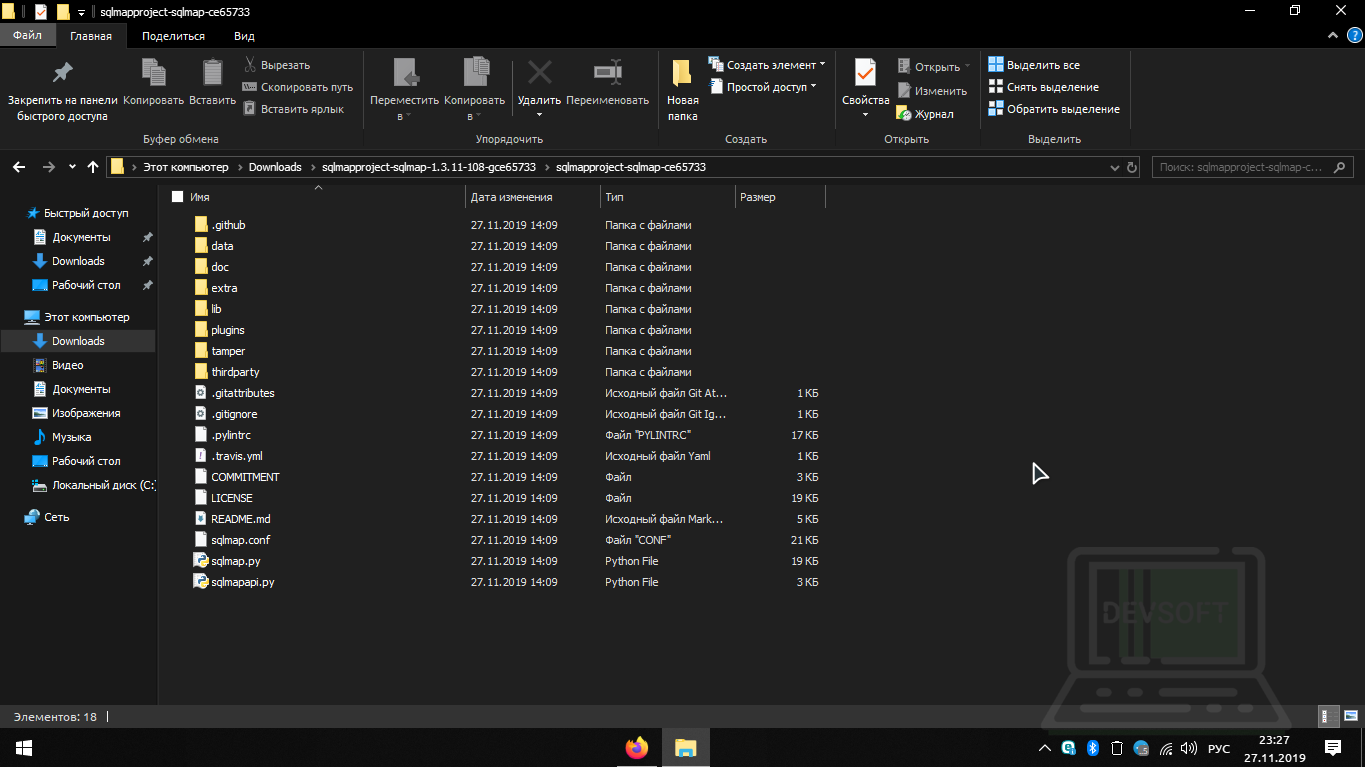 sqlmapproject-sqlmap-ce65733
Файл Главная Поделиться Вид
Закрепить на панели быстрого доступа
Копировать
Вставить
Вырезать
Скопировать путь
Вставить ярлык
Буфер обмена
Переместить в
Копировать в
Удалить
Переименовать
Упорядочить
Новая папка
Создать элемент
Простой доступ
Создать
Свойства
Открыть
Изменить
Журнал
Открыть
Выделить все
Снять выделение
Обратить выделение
Выделить
Этот компьютер > Downloads > sqlmapproject-sqlmap-1.3.11-108-gce65733 > sqlmapproject-sqlmap-ce65733
Поиск: sqlmapproject-sqlmap-c...
Быстрый доступ
Документы
Downloads
Рабочий стол
Этот компьютер
Downloads
Видео
Документы
Изображения
Музыка
Рабочий стол
Локальный диск (C:)
Сеть
Имя Дата изменения Тип Размер
.github 27.11.2019 14:09 Папка с файлами
data 27.11.2019 14:09 Папка с файлами
doc 27.11.2019 14:09 Папка с файлами
extra 27.11.2019 14:09 Папка с файлами
lib 27.11.2019 14:09 Папка с файлами
plugins 27.11.2019 14:09 Папка с файлами
tamper 27.11.2019 14:09 Папка с файлами
thirdparty 27.11.2019 14:09 Папка с файлами
.gitattributes 27.11.2019 14:09 Исходный файл Git At... 1 КБ
.gitignore 27.11.2019 14:09 Исходный файл Git Ig... 1 КБ
.pylintrc 27.11.2019 14:09 Файл "PYLINTRC" 17 КБ
.travis.yml 27.11.2019 14:09 Исходный файл Yaml 1 КБ
COMMITMENT 27.11.2019 14:09 Файл 3 КБ
LICENSE 27.11.2019 14:09 Файл 19 КБ
README.md 27.11.2019 14:09 Исходный файл Mark... 5 КБ
sqlmap.conf 27.11.2019 14:09 Файл "CONF" 21 КБ
sqlmap.py 27.11.2019 14:09 Python File 19 КБ
sqlmapapi.py 27.11.2019 14:09 Python File 3 КБ
DEVSOFT
Элементов: 18
РУС
23:27
27.11.2019